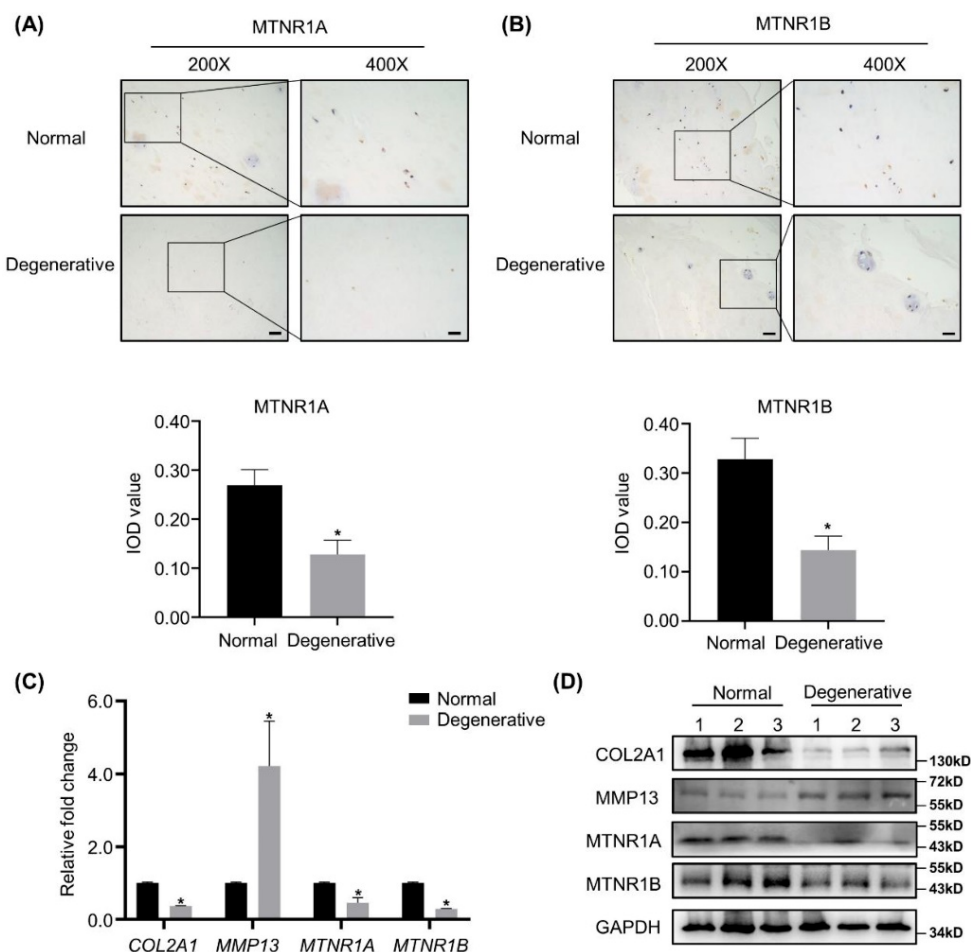 (A)
MTNR1A
200X 400X
Normal
Degenerative
MTNR1A
0.40
0.30
0.20
0.10
0.00
IOD value
*
Normal Degenerative
(B)
MTNR1B
200X 400X
Normal
Degenerative
MTNR1B
0.40
0.30
0.20
0.10
0.00
IOD value
*
Normal Degenerative
(C)
6.0
4.0
2.0
0.0
Relative fold change
Normal
Degenerative
* * * *
COL2A1 MMP13 MTNR1A MTNR1B
(D)
Normal Degenerative
1 2 3 1 2 3
COL2A1
130kD
MMP13
72kD
55kD
MTNR1A
55kD
43kD
MTNR1B
55kD
43kD
GAPDH
34kD